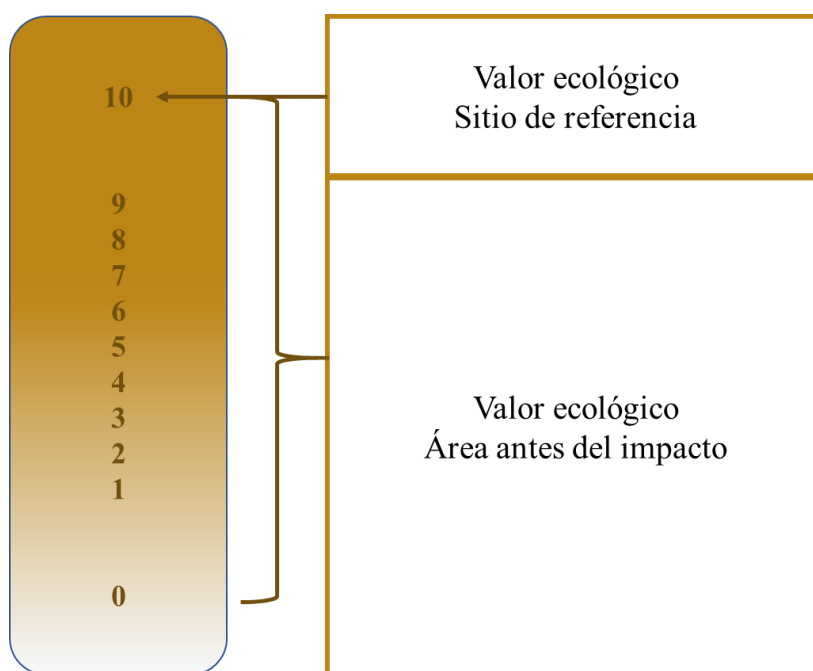 10
9
8
7
6
5
4
3
2
1
0
Valor ecológico
Sitio de referencia
Valor ecológico
Área antes del impacto